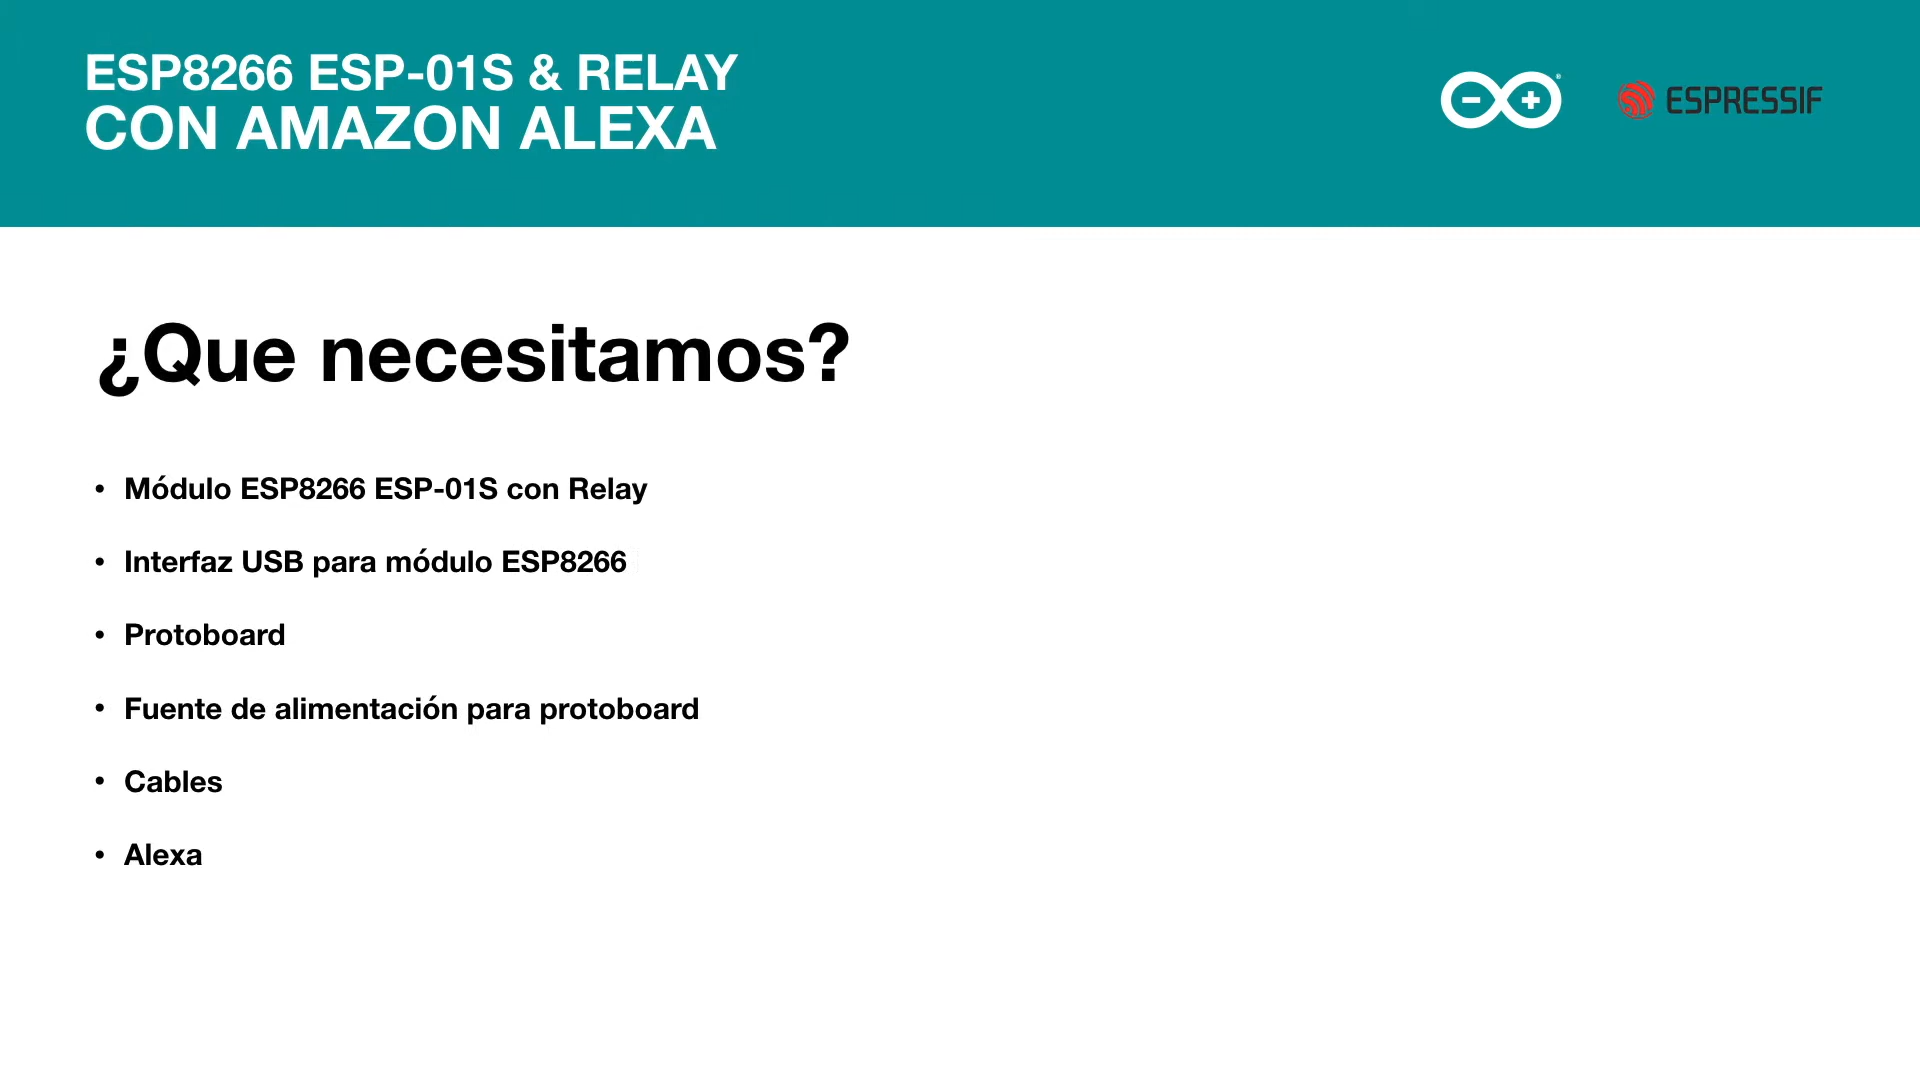 ESP8266 ESP-01S & RELAY
CON AMAZON ALEXA
ESPRESSIF
¿Que necesitamos?
• Módulo ESP8266 ESP-01S con Relay
• Interfaz USB para módulo ESP8266
• Protoboard
• Fuente de alimentación para protoboard
• Cables
• Alexa